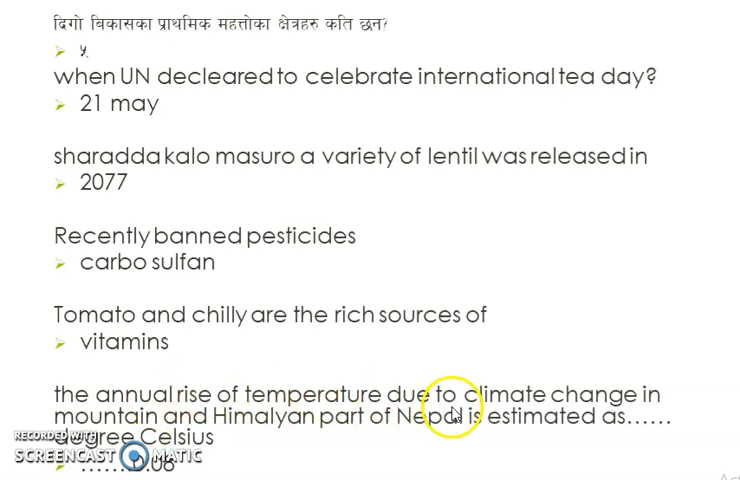 दिगो बिकासका प्राथमिक महत्तोका क्षेत्रहरु कति छन?
५
when UN decleared to celebrate international tea day?
21 may
sharadda kalo masuro a variety of lentil was released in
2077
Recently banned pesticides
carbo sulfan
Tomato and chilly are the rich sources of
vitamins
the annual rise of temperature due to climate change in
mountain and Himalyan part of Nepal is estimated as......
degree Celsius
.......0.06
RECORDED WITH
SCREENCAST MATIC